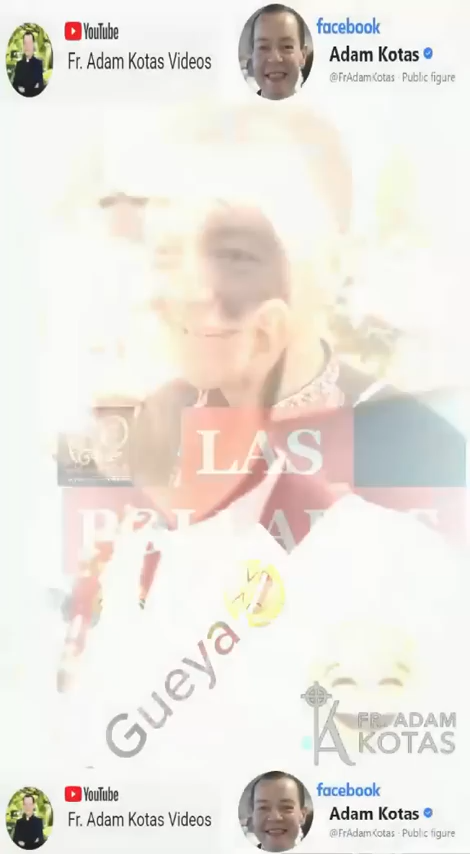 YouTube
Fr. Adam Kotas Videos
facebook
Adam Kotas
@FrAdamKotas · Public figure
LAS
Gueya
FR. ADAM
KOTAS
YouTube
Fr. Adam Kotas Videos
facebook
Adam Kotas
@FrAdamKotas · Public figure